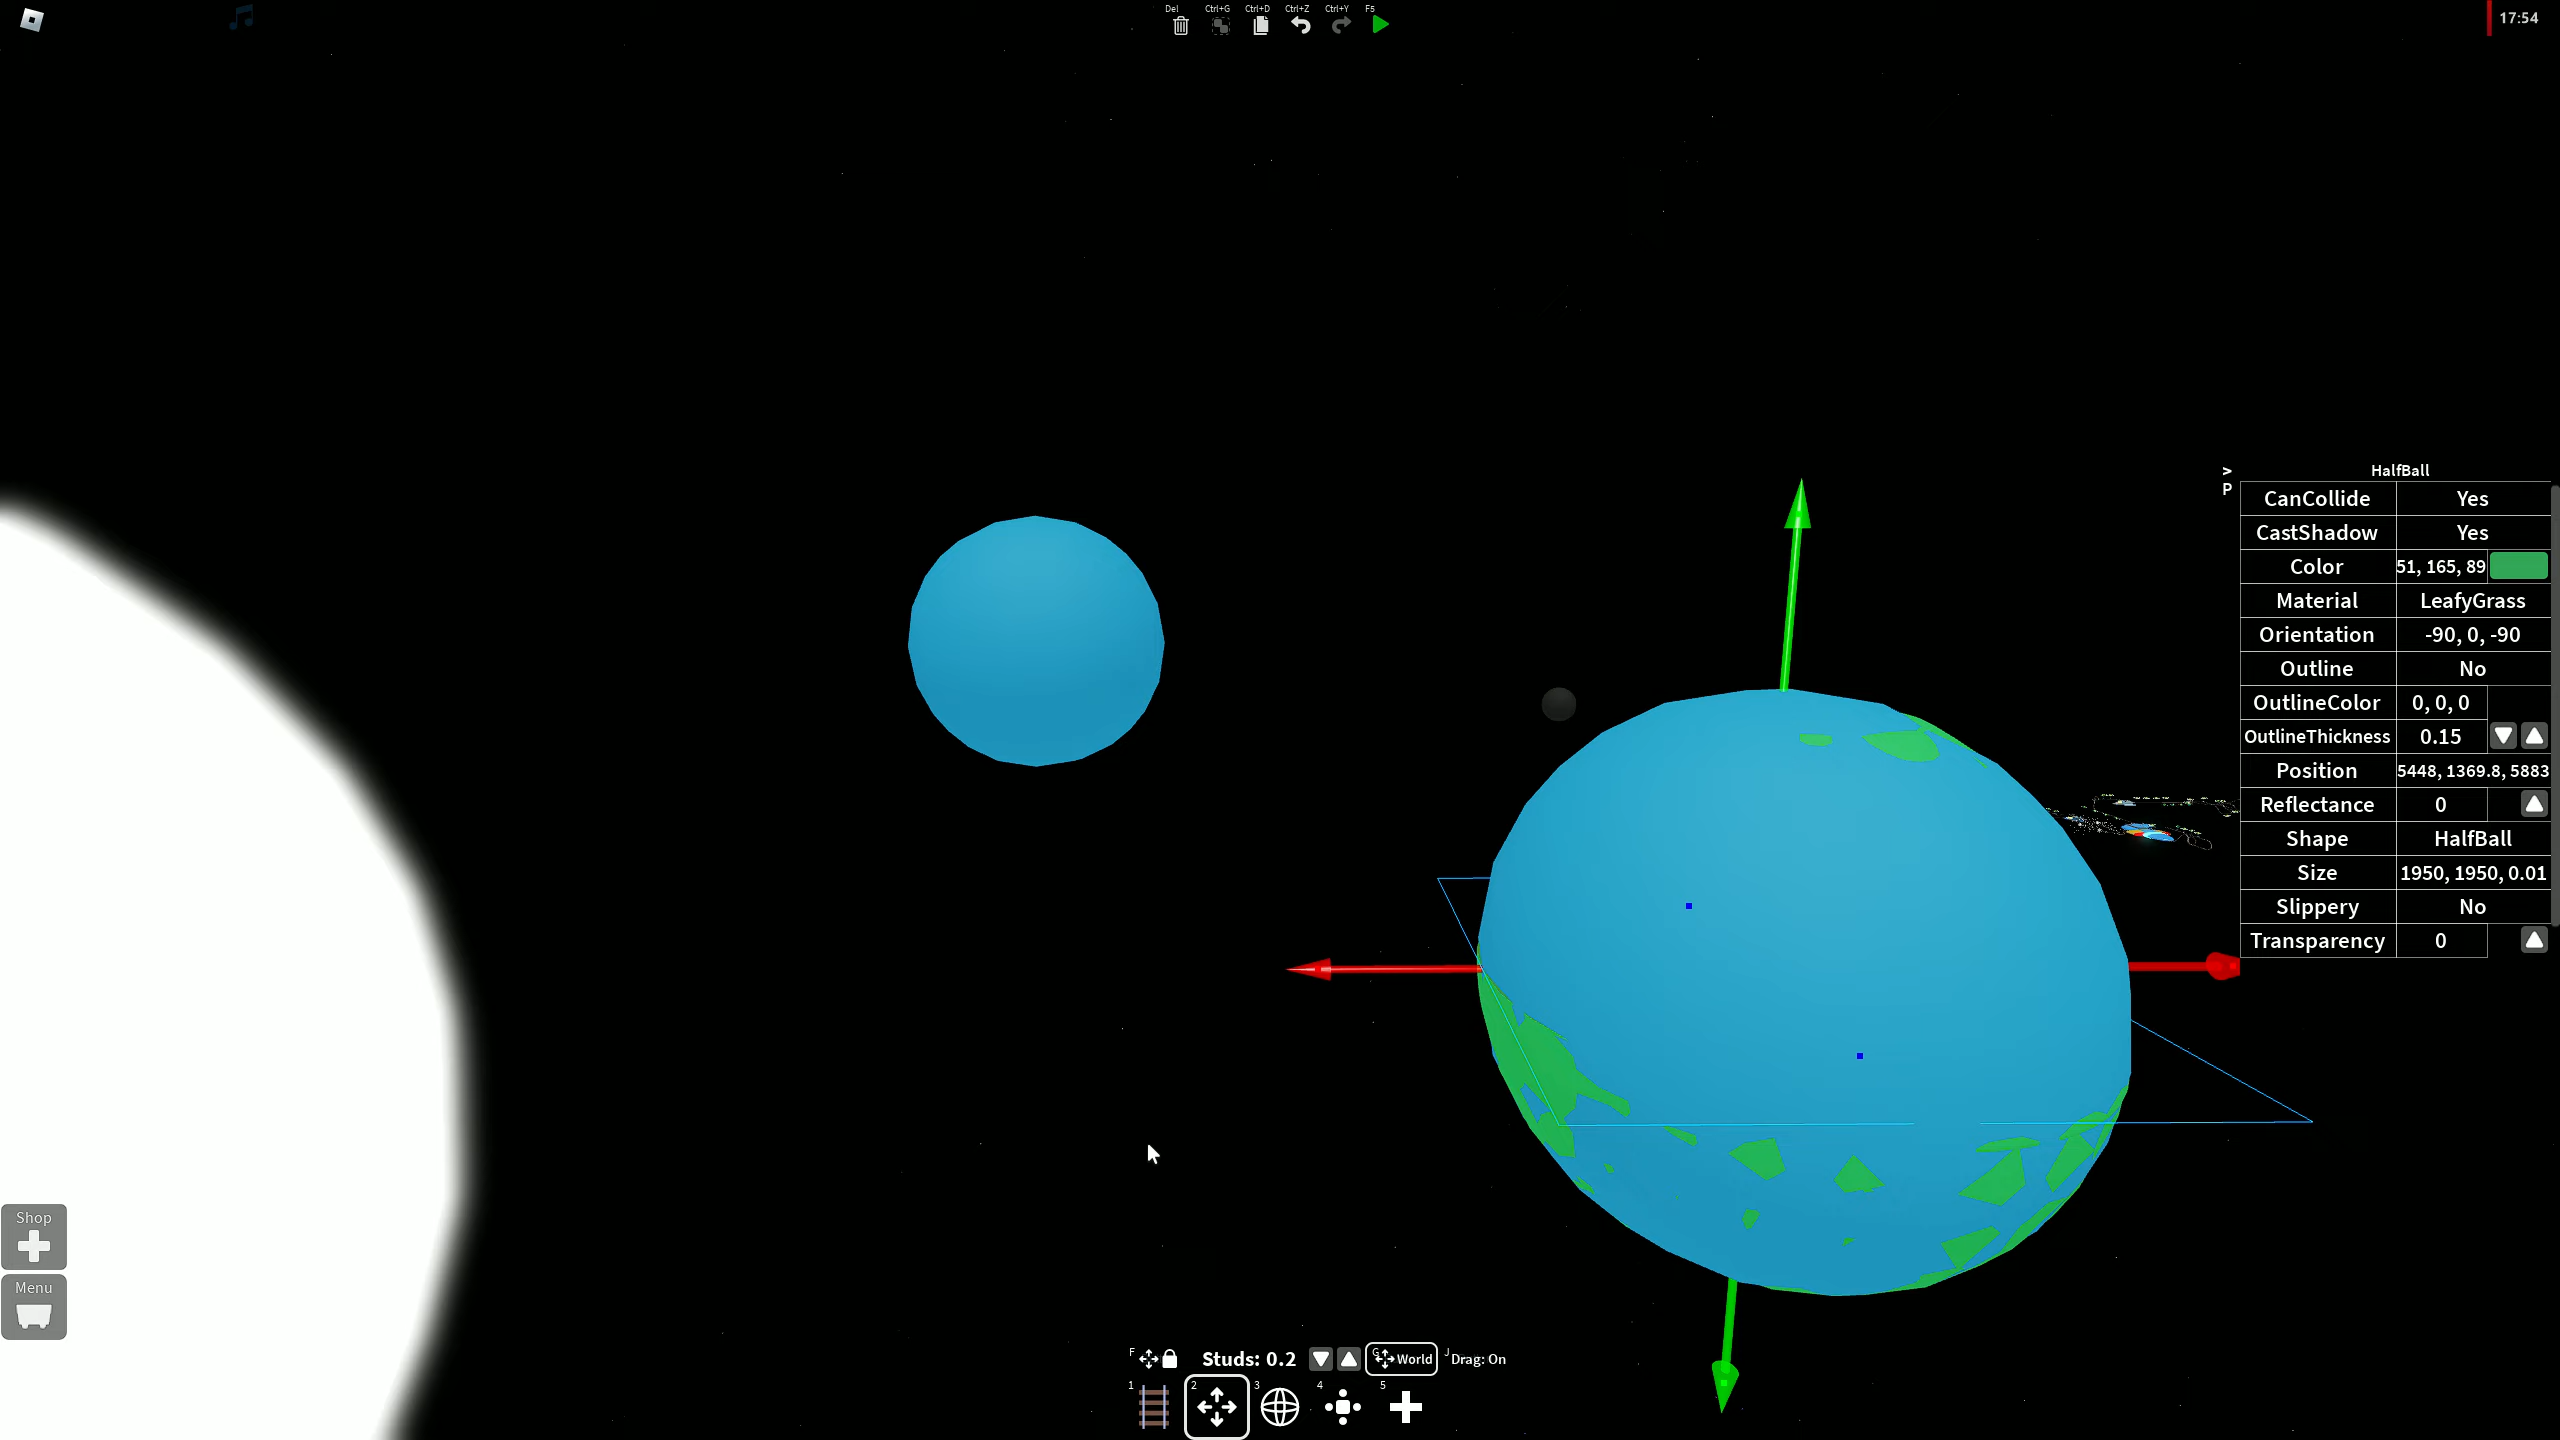 Del Ctrl+G Ctrl+D Ctrl+Z Ctrl+Y F5
17:54
> HalfBall
P
CanCollide Yes
CastShadow Yes
Color 51, 165, 89
Material LeafyGrass
Orientation -90, 0, -90
Outline No
OutlineColor 0, 0, 0
OutlineThickness 0.15
Position 5448, 1369.8, 5883
Reflectance 0
Shape HalfBall
Size 1950, 1950, 0.01
Slippery No
Transparency 0
Shop
Menu
F Studs: 0.2 G World J Drag: On
1 2 3 4 5